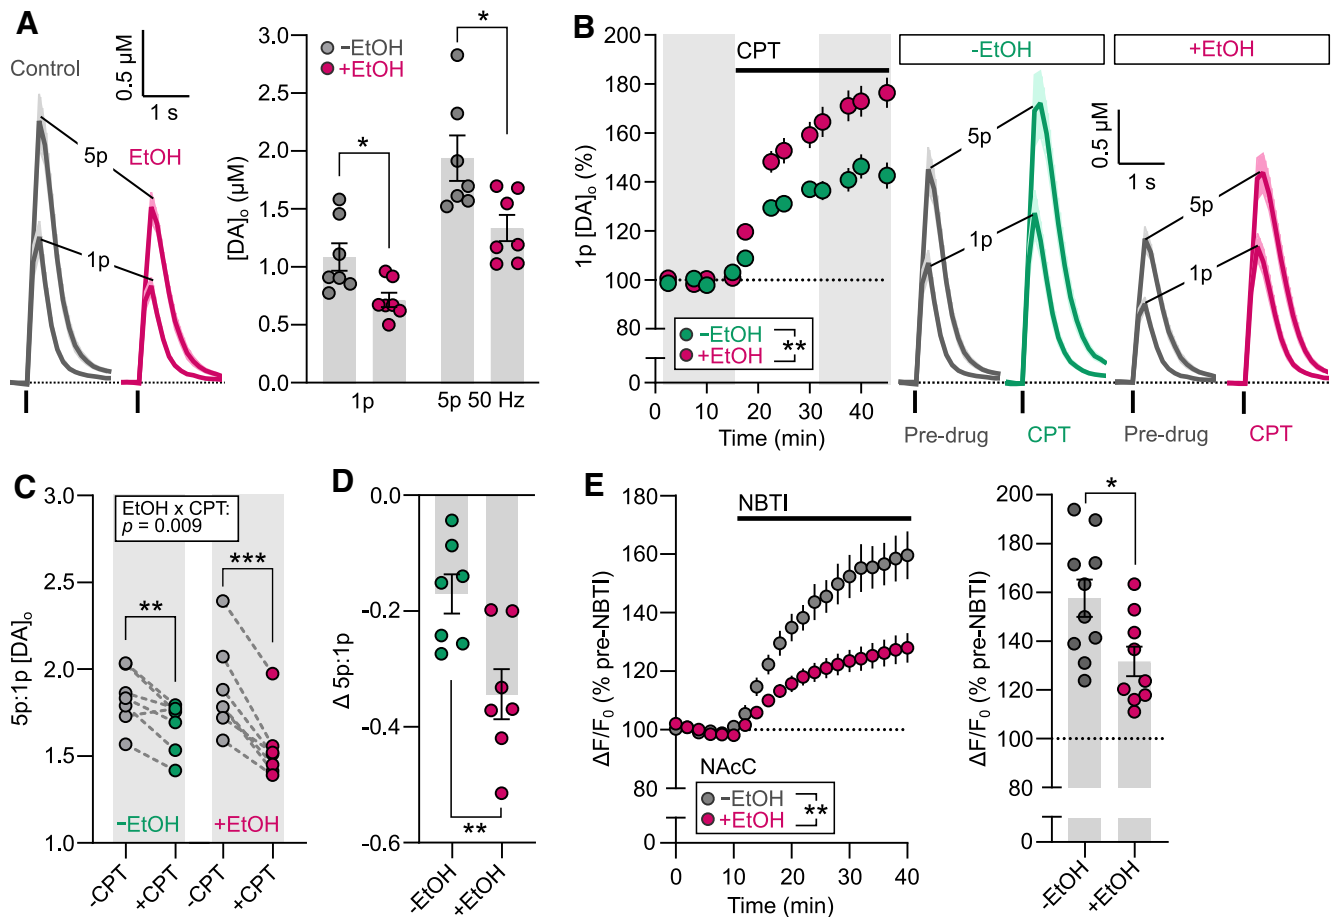 A
Control
0.5 µM
1 s
EtOH
5p
1p
[DA]ₒ (µM)
3.0
2.5
2.0
1.5
1.0
0.5
0.0
−EtOH
+EtOH
*
*
1p
5p 50 Hz
B
1p [DA]ₒ (%)
200
180
160
140
120
100
80
0
CPT
−EtOH
+EtOH
**
0
10
20
30
40
Time (min)
-EtOH
+EtOH
5p
1p
0.5 µM
1 s
5p
1p
Pre-drug
CPT
Pre-drug
CPT
C
5p:1p [DA]ₒ
3.0
2.5
2.0
1.5
1.0
EtOH x CPT:
p = 0.009
**
***
−EtOH
+EtOH
-CPT
+CPT
-CPT
+CPT
D
Δ 5p:1p
0.0
-0.2
-0.4
-0.6
**
-EtOH
+EtOH
E
ΔF/F₀ (% pre-NBTI)
180
160
140
120
100
80
0
NBTI
NAcC
−EtOH
+EtOH
**
0
10
20
30
40
Time (min)
ΔF/F₀ (% pre-NBTI)
200
180
160
140
120
100
80
0
*
-EtOH
+EtOH